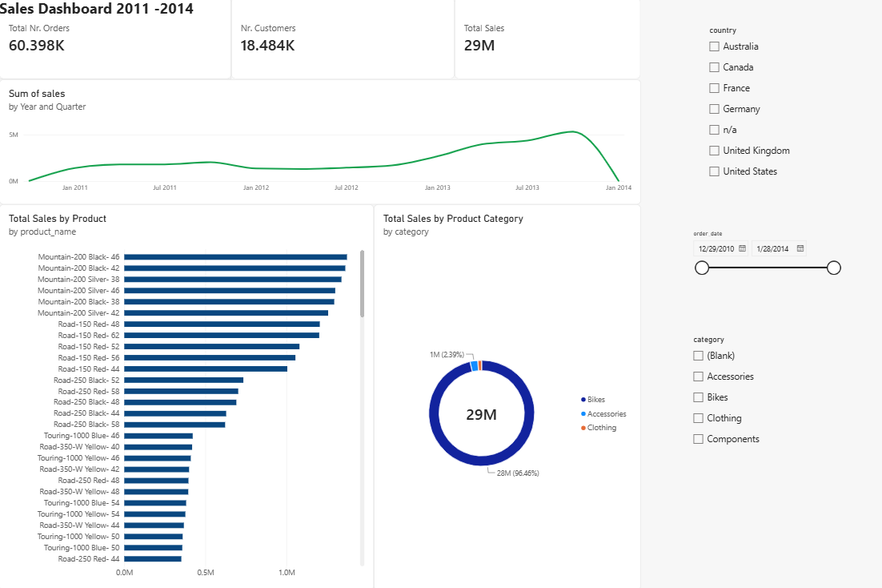 Sales Dashboard 2011 -2014
Total Nr. Orders
60.398K
Nr. Customers
18.484K
Total Sales
29M
Sum of sales
by Year and Quarter
5M
0M
Jan 2011
Jul 2011
Jan 2012
Jul 2012
Jan 2013
Jul 2013
Jan 2014
Total Sales by Product
by product_name
Mountain-200 Black- 46
Mountain-200 Black- 42
Mountain-200 Silver- 38
Mountain-200 Silver- 46
Mountain-200 Black- 38
Mountain-200 Silver- 42
Road-150 Red- 48
Road-150 Red- 62
Road-150 Red- 52
Road-150 Red- 56
Road-150 Red- 44
Road-250 Black- 52
Road-250 Red- 58
Road-250 Black- 48
Road-250 Black- 44
Road-250 Black- 58
Touring-1000 Blue- 46
Road-350-W Yellow- 40
Touring-1000 Yellow- 46
Road-350-W Yellow- 42
Road-250 Red- 48
Road-350-W Yellow- 48
Touring-1000 Blue- 54
Touring-1000 Yellow- 54
Road-350-W Yellow- 44
Touring-1000 Yellow- 50
Touring-1000 Blue- 50
Road-250 Red- 44
0.0M
0.5M
1.0M
Total Sales by Product Category
by category
1M (2.39%)
29M
28M (96.46%)
Bikes
Accessories
Clothing
country
Australia
Canada
France
Germany
n/a
United Kingdom
United States
order_date
12/29/2010
1/28/2014
category
(Blank)
Accessories
Bikes
Clothing
Components